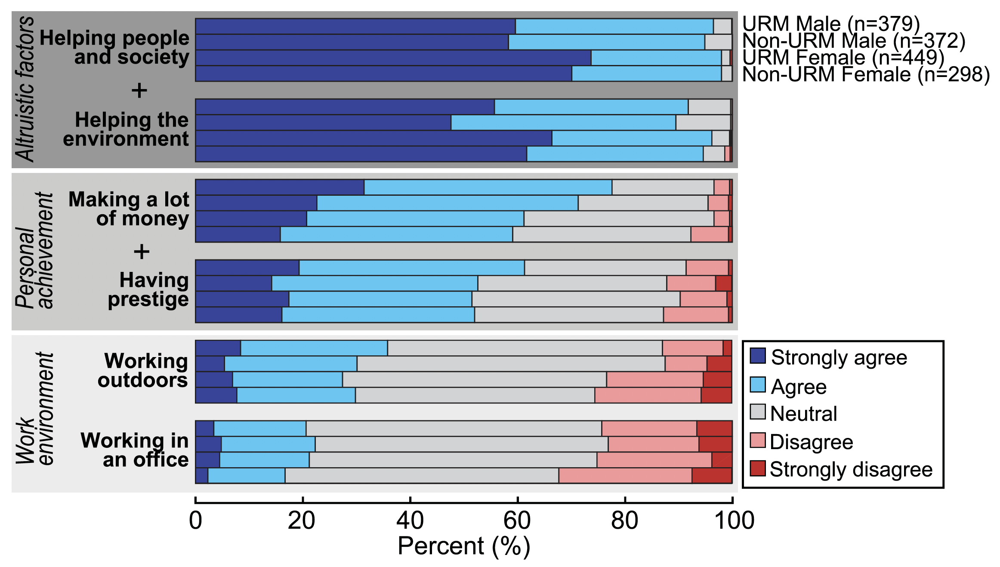 Altruistic factors
Helping people
and society
+
Helping the
environment
URM Male (n=379)
Non-URM Male (n=372)
URM Female (n=449)
Non-URM Female (n=298)
Personal
achievement
Making a lot
of money
+
Having
prestige
Work
environment
Working
outdoors
Working in
an office
Strongly agree
Agree
Neutral
Disagree
Strongly disagree
0 20 40 60 80 100
Percent (%)